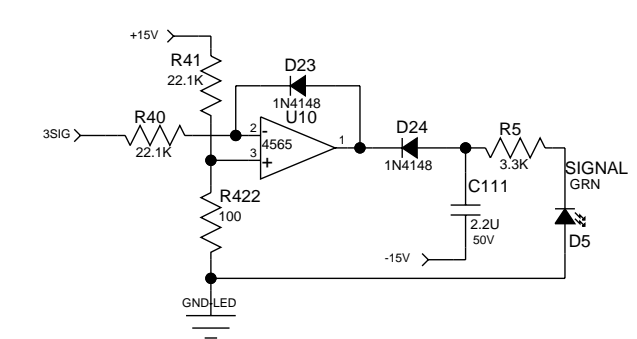 +15V
R41
22.1K
D23
1N4148
U10
3SIG
R40
22.1K
2
-
4565
3
+
1
D24
1N4148
R5
3.3K
SIGNAL
GRN
C111
2.2U
50V
R422
100
D5
-15V
GND-LED